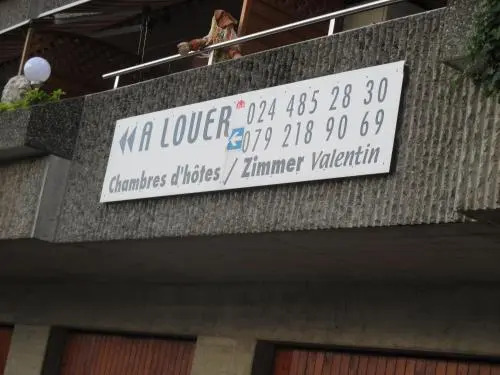 A LOUER 024 485 28 30
079 218 90 69
Chambres d'hôtes / Zimmer Valentin